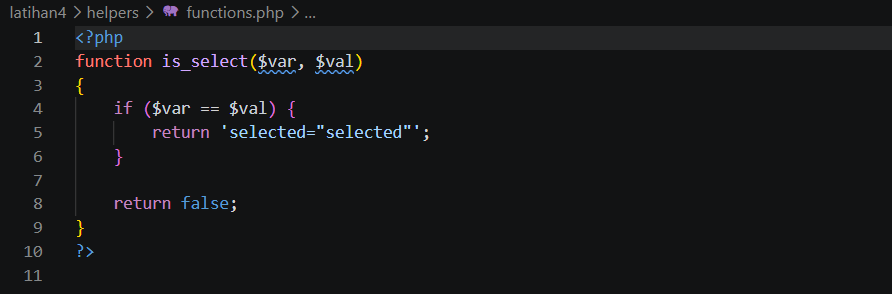 latihan4 > helpers > functions.php > ...
1 <?php
2 function is_select($var, $val)
3 {
4     if ($var == $val) {
5         return 'selected="selected"';
6     }
7
8     return false;
9 }
10 ?>
11